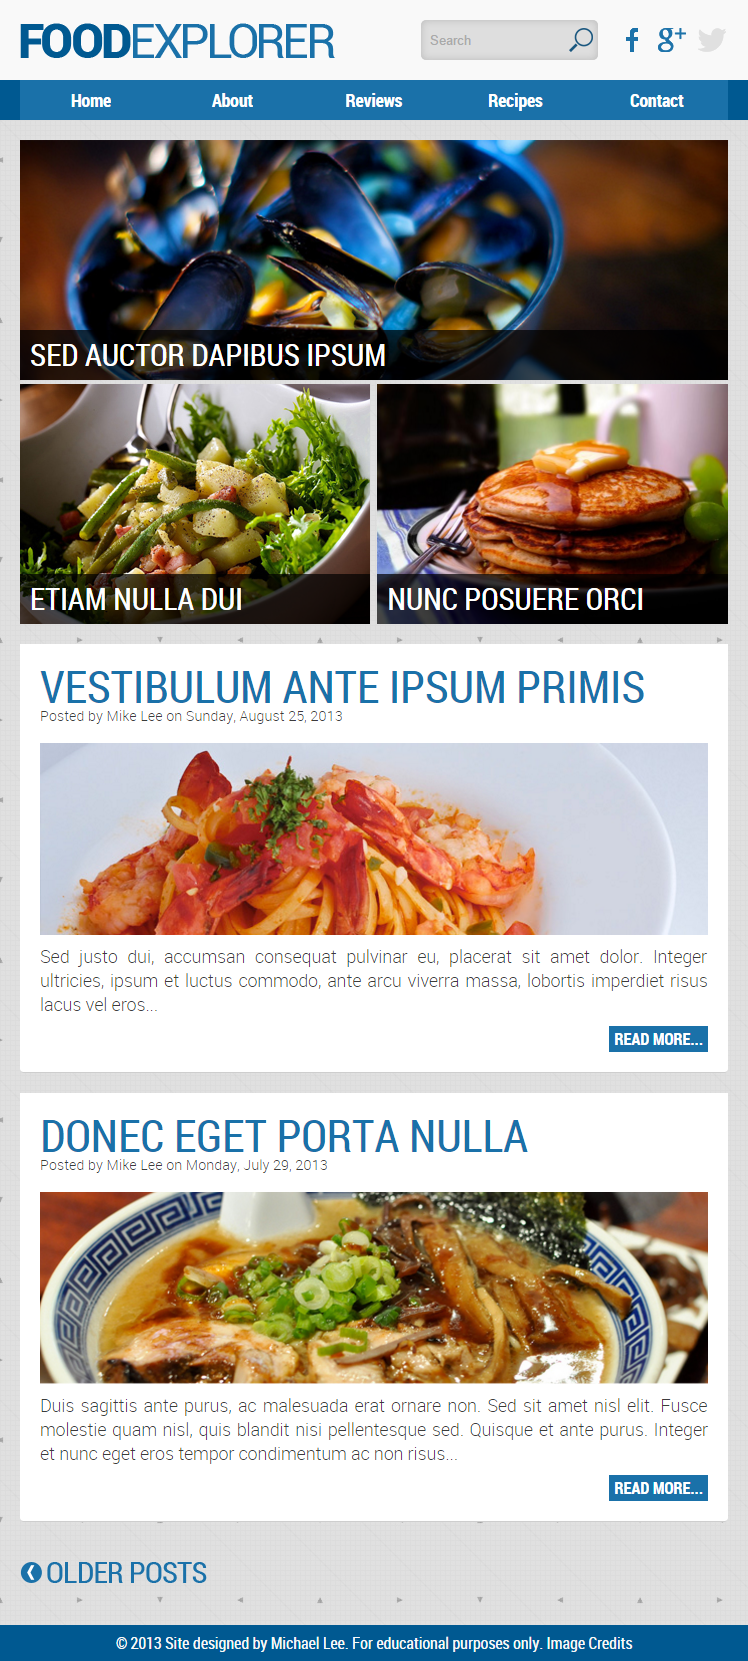 FOODEXPLORER
Search
Home About Reviews Recipes Contact
SED AUCTOR DAPIBUS IPSUM
ETIAM NULLA DUI
NUNC POSUERE ORCI
VESTIBULUM ANTE IPSUM PRIMIS
Posted by Mike Lee on Sunday, August 25, 2013
Sed justo dui, accumsan consequat pulvinar eu, placerat sit amet dolor. Integer
ultricies, ipsum et luctus commodo, ante arcu viverra massa, lobortis imperdiet risus
lacus vel eros...
READ MORE...
DONEC EGET PORTA NULLA
Posted by Mike Lee on Monday, July 29, 2013
Duis sagittis ante purus, ac malesuada erat ornare non. Sed sit amet nisl elit. Fusce
molestie quam nisl, quis blandit nisi pellentesque sed. Quisque et ante purus. Integer
et nunc eget eros tempor condimentum ac non risus...
READ MORE...
OLDER POSTS
© 2013 Site designed by Michael Lee. For educational purposes only. Image Credits